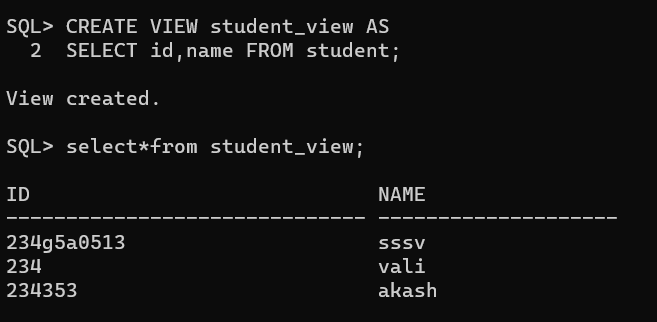 SQL> CREATE VIEW student_view AS
  2  SELECT id,name FROM student;
View created.
SQL> select*from student_view;
ID                             NAME
------------------------------ --------------------
234g5a0513                     sssv
234                            vali
234353                         akash